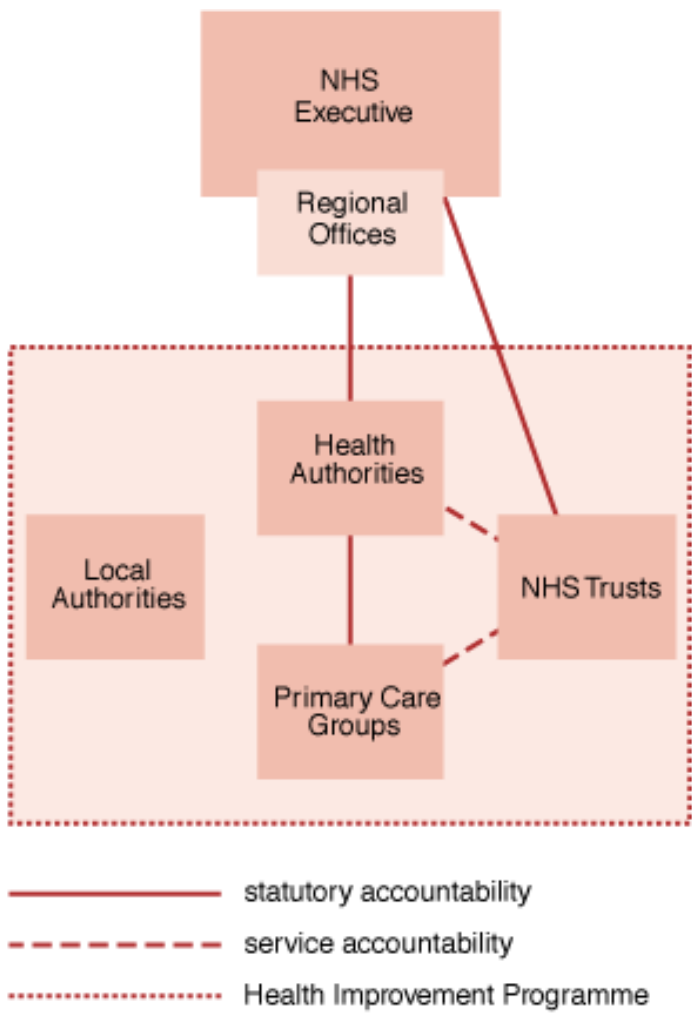 NHS
Executive
Regional
Offices
Health
Authorities
Local
Authorities
NHS Trusts
Primary Care
Groups
statutory accountability
service accountability
Health Improvement Programme